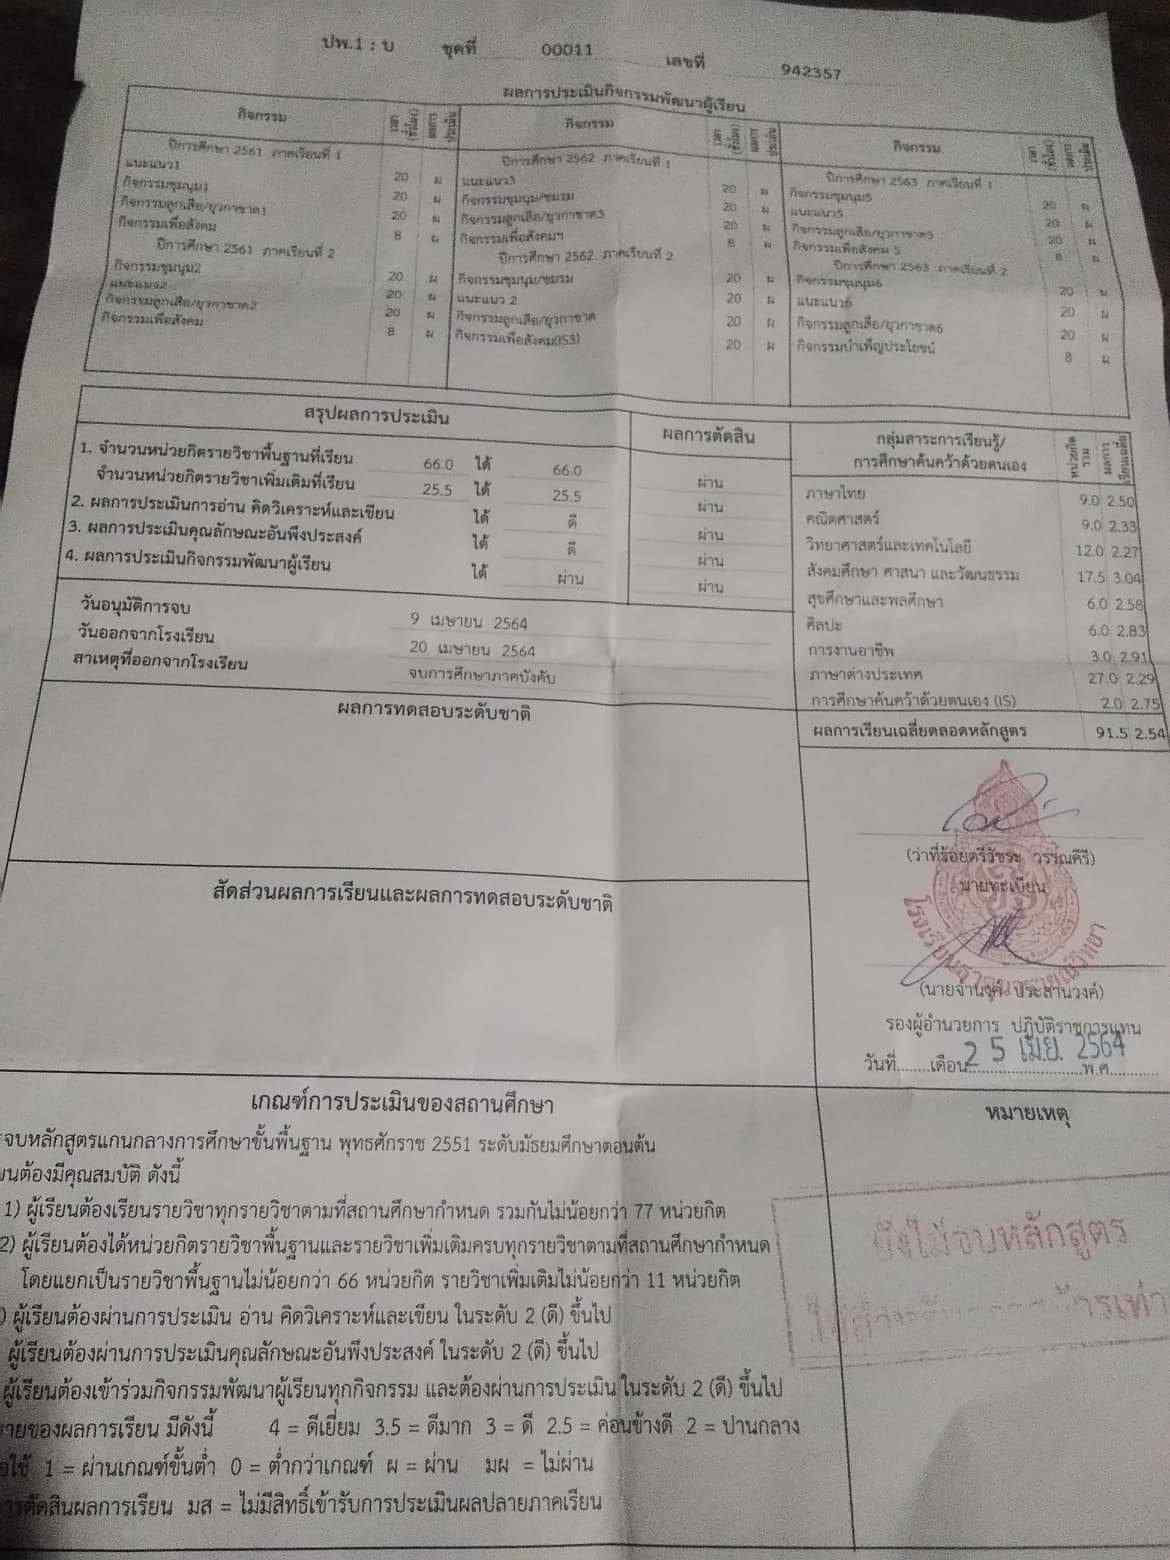 ปพ.1 : บ ชุดที่ 00011 เลขที่ 942357
ผลการประเมินกิจกรรมพัฒนาผู้เรียน
กิจกรรม เวลา (ชั่วโมง) ผลการประเมิน กิจกรรม เวลา (ชั่วโมง) ผลการประเมิน กิจกรรม เวลา (ชั่วโมง) ผลการประเมิน
ปีการศึกษา 2561 ภาคเรียนที่ 1
แนะแนว1 20 ผ
กิจกรรมชุมนุม1 20 ผ
กิจกรรมลูกเสือ/ยุวกาชาด1 20 ผ
กิจกรรมเพื่อสังคม 8 ผ
ปีการศึกษา 2561 ภาคเรียนที่ 2
กิจกรรมชุมนุม2 20 ผ
แนะแนว2 20 ผ
กิจกรรมลูกเสือ/ยุวกาชาด2 20 ผ
กิจกรรมเพื่อสังคม 8 ผ
ปีการศึกษา 2562 ภาคเรียนที่ 1
แนะแนว3 20 ผ
กิจกรรมชุมนุม/ชมรม 20 ผ
กิจกรรมลูกเสือ/ยุวกาชาด3 20 ผ
กิจกรรมเพื่อสังคมฯ 8 ผ
ปีการศึกษา 2562 ภาคเรียนที่ 2
กิจกรรมชุมนุม/ชมรม 20 ผ
แนะแนว 2 20 ผ
กิจกรรมลูกเสือ/ยุวกาชาด 20 ผ
กิจกรรมเพื่อสังคม(IS3) 20 ผ
ปีการศึกษา 2563 ภาคเรียนที่ 1
กิจกรรมชุมนุม5 20 ผ
แนะแนว5 20 ผ
กิจกรรมลูกเสือ/ยุวกาชาด5 20 ผ
กิจกรรมเพื่อสังคม 5 8 ผ
ปีการศึกษา 2563 ภาคเรียนที่ 2
กิจกรรมชุมนุม6 20 ผ
แนะแนว6 20 ผ
กิจกรรมลูกเสือ/ยุวกาชาด6 20 ผ
กิจกรรมบำเพ็ญประโยชน์ 8 ผ
สรุปผลการประเมิน ผลการตัดสิน
1. จำนวนหน่วยกิตรายวิชาพื้นฐานที่เรียน 66.0 ได้ 66.0 ผ่าน
จำนวนหน่วยกิตรายวิชาเพิ่มเติมที่เรียน 25.5 ได้ 25.5 ผ่าน
2. ผลการประเมินการอ่าน คิดวิเคราะห์และเขียน ได้ ดี ผ่าน
3. ผลการประเมินคุณลักษณะอันพึงประสงค์ ได้ ดี ผ่าน
4. ผลการประเมินกิจกรรมพัฒนาผู้เรียน ได้ ผ่าน ผ่าน
วันอนุมัติการจบ 9 เมษายน 2564
วันออกจากโรงเรียน 20 เมษายน 2564
สาเหตุที่ออกจากโรงเรียน จบการศึกษาภาคบังคับ
กลุ่มสาระการเรียนรู้/
การศึกษาค้นคว้าด้วยตนเอง หน่วยกิตรวม ผลการเรียนเฉลี่ย
ภาษาไทย 9.0 2.50
คณิตศาสตร์ 9.0 2.33
วิทยาศาสตร์และเทคโนโลยี 12.0 2.27
สังคมศึกษา ศาสนา และวัฒนธรรม 17.5 3.04
สุขศึกษาและพลศึกษา 6.0 2.58
ศิลปะ 6.0 2.83
การงานอาชีพ 3.0 2.91
ภาษาต่างประเทศ 27.0 2.29
การศึกษาค้นคว้าด้วยตนเอง (IS) 2.0 2.75
ผลการเรียนเฉลี่ยตลอดหลักสูตร 91.5 2.54
ผลการทดสอบระดับชาติ
สัดส่วนผลการเรียนและผลการทดสอบระดับชาติ
(ว่าที่ร้อยตรีวัชระ วรรณคีรี)
นายทะเบียน
ประสานวงค์)
รองผู้อำนวยการ ปฏิบัติราชการแทน
วันที่........เดือน 25 เม.ย. 2564 พ.ศ.
เกณฑ์การประเมินของสถานศึกษา
จบหลักสูตรแกนกลางการศึกษาขั้นพื้นฐาน พุทธศักราช 2551 ระดับมัธยมศึกษาตอนต้น
นต้องมีคุณสมบัติ ดังนี้
1) ผู้เรียนต้องเรียนรายวิชาทุกรายวิชาตามที่สถานศึกษากำหนด รวมกันไม่น้อยกว่า 77 หน่วยกิต
2) ผู้เรียนต้องได้หน่วยกิตรายวิชาพื้นฐานและรายวิชาเพิ่มเติมครบทุกรายวิชาตามที่สถานศึกษากำหนด
โดยแยกเป็นรายวิชาพื้นฐานไม่น้อยกว่า 66 หน่วยกิต รายวิชาเพิ่มเติมไม่น้อยกว่า 11 หน่วยกิต
) ผู้เรียนต้องผ่านการประเมิน อ่าน คิดวิเคราะห์และเขียน ในระดับ 2 (ดี) ขึ้นไป
ผู้เรียนต้องผ่านการประเมินคุณลักษณะอันพึงประสงค์ ในระดับ 2 (ดี) ขึ้นไป
ผู้เรียนต้องเข้าร่วมกิจกรรมพัฒนาผู้เรียนทุกกิจกรรม และต้องผ่านการประเมิน ในระดับ 2 (ดี) ขึ้นไป
ายของผลการเรียน มีดังนี้ 4 = ดีเยี่ยม 3.5 = ดีมาก 3 = ดี 2.5 = ค่อนข้างดี 2 = ปานกลาง
ใช้ 1 = ผ่านเกณฑ์ขั้นต่ำ 0 = ต่ำกว่าเกณฑ์ ผ = ผ่าน มผ = ไม่ผ่าน
ารตัดสินผลการเรียน มส = ไม่มีสิทธิ์เข้ารับการประเมินผลปลายภาคเรียน
หมายเหตุ
ยังไม่จบหลักสูตร